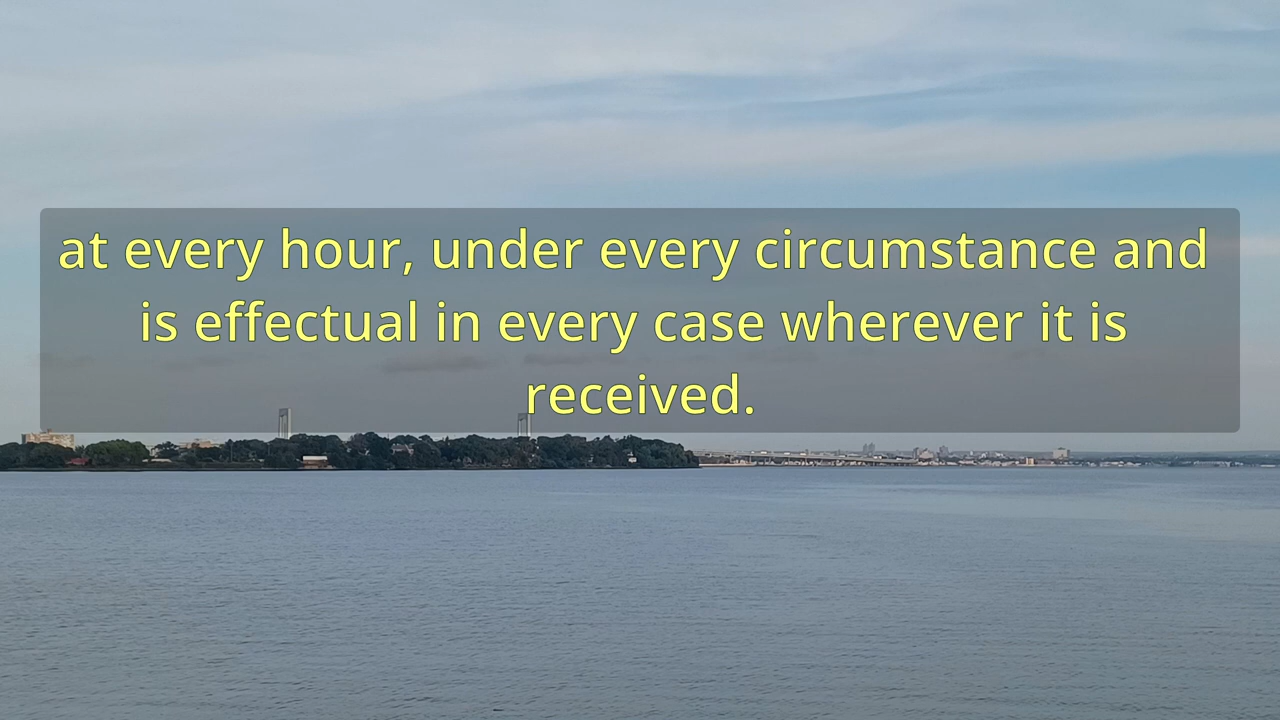 at every hour, under every circumstance and
is effectual in every case wherever it is
received.